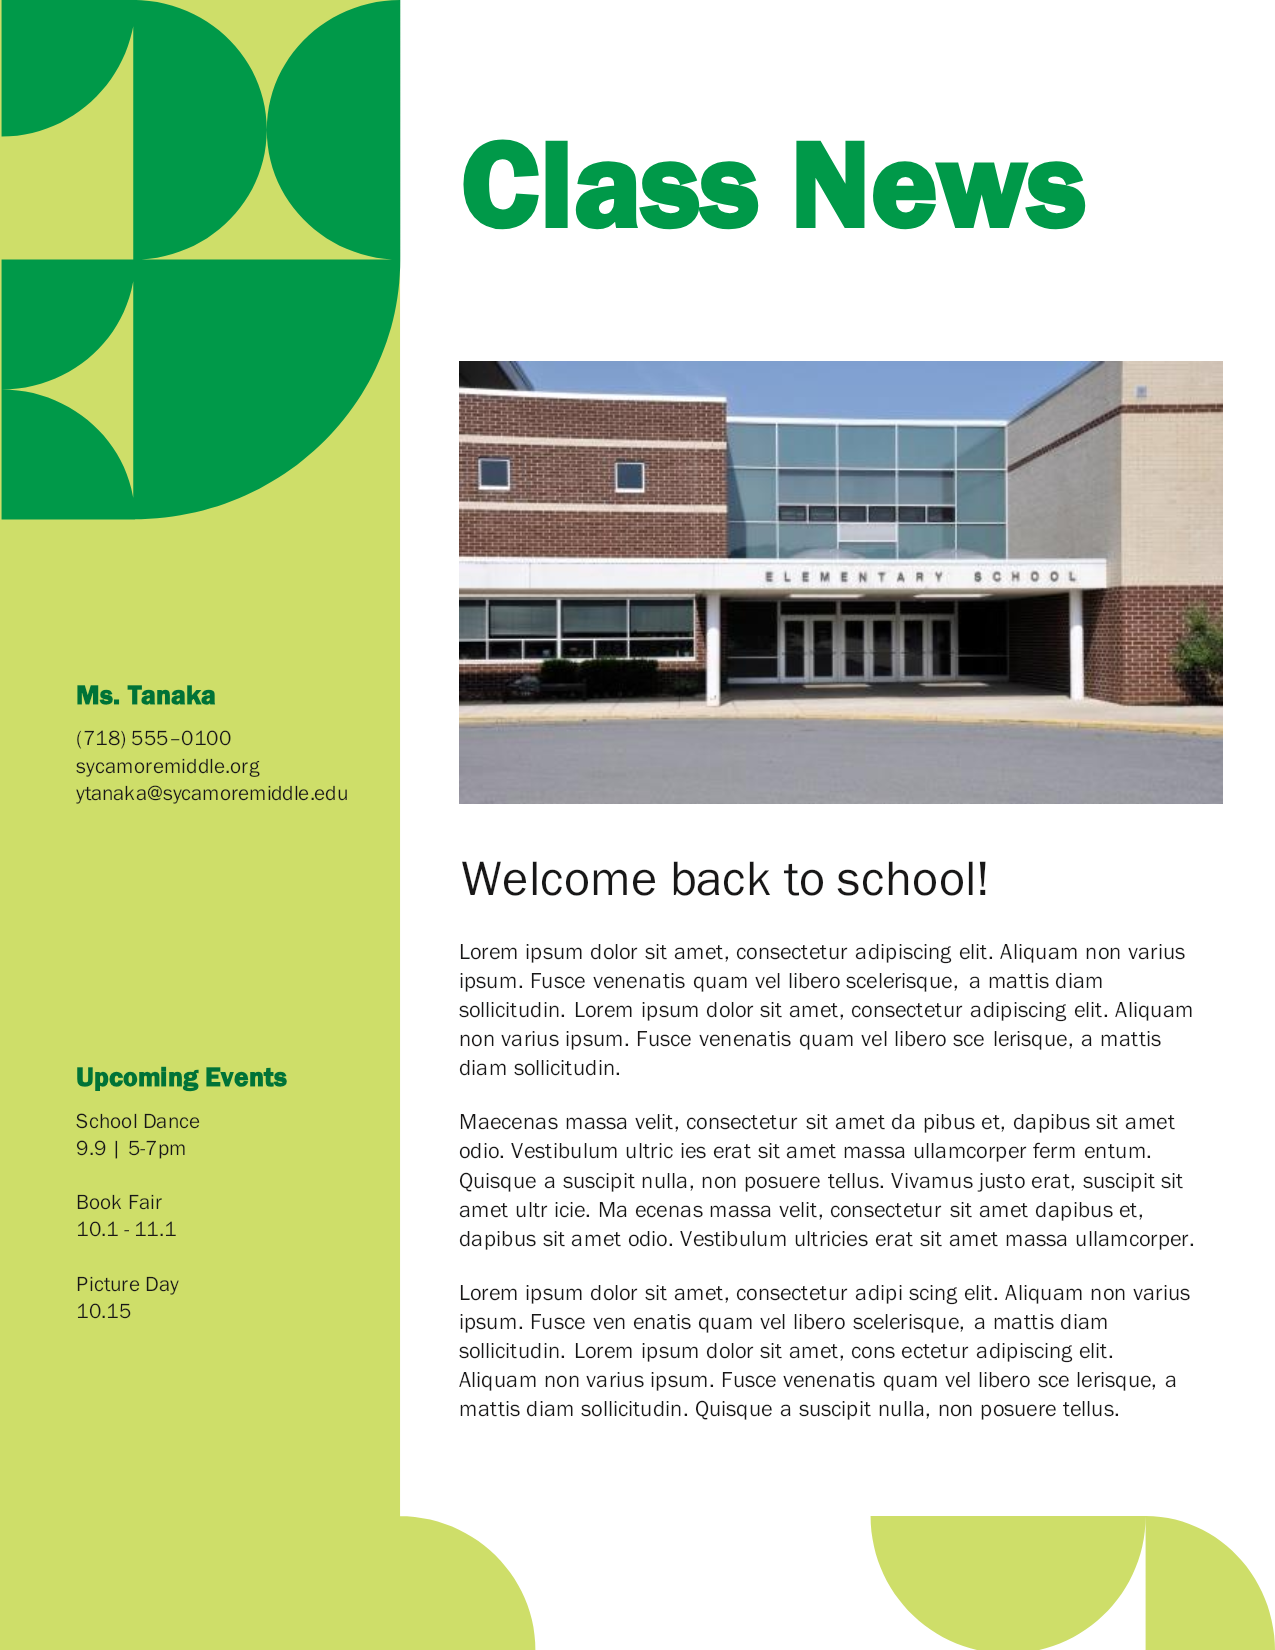 Class News
ELEMENTARY SCHOOL
Ms. Tanaka
(718) 555–0100
sycamoremiddle.org
ytanaka@sycamoremiddle.edu
Upcoming Events
School Dance
9.9 | 5-7pm
Book Fair
10.1 - 11.1
Picture Day
10.15
Welcome back to school!
Lorem ipsum dolor sit amet, consectetur adipiscing elit. Aliquam non varius
ipsum. Fusce venenatis quam vel libero scelerisque, a mattis diam
sollicitudin. Lorem ipsum dolor sit amet, consectetur adipiscing elit. Aliquam
non varius ipsum. Fusce venenatis quam vel libero sce lerisque, a mattis
diam sollicitudin.
Maecenas massa velit, consectetur sit amet da pibus et, dapibus sit amet
odio. Vestibulum ultric ies erat sit amet massa ullamcorper ferm entum.
Quisque a suscipit nulla, non posuere tellus. Vivamus justo erat, suscipit sit
amet ultr icie. Ma ecenas massa velit, consectetur sit amet dapibus et,
dapibus sit amet odio. Vestibulum ultricies erat sit amet massa ullamcorper.
Lorem ipsum dolor sit amet, consectetur adipi scing elit. Aliquam non varius
ipsum. Fusce ven enatis quam vel libero scelerisque, a mattis diam
sollicitudin. Lorem ipsum dolor sit amet, cons ectetur adipiscing elit.
Aliquam non varius ipsum. Fusce venenatis quam vel libero sce lerisque, a
mattis diam sollicitudin. Quisque a suscipit nulla, non posuere tellus.